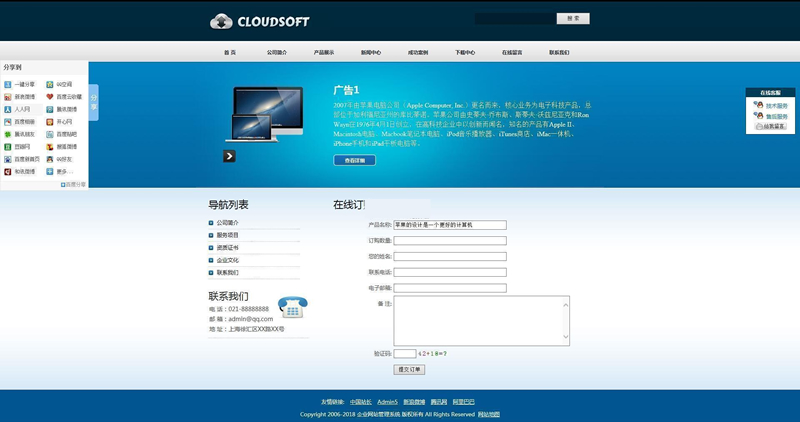 CLOUDSOFT
搜 索
首 页 公司简介 产品展示 新闻中心 成功案例 下载中心 在线留言 联系我们
分享到
一键分享 QQ空间
新浪微博 百度云收藏
人人网 腾讯微博
百度相册 开心网
腾讯朋友 百度贴吧
豆瓣网 搜狐微博
百度新首页 QQ好友
和讯微博 更多...
百度分享
分享
广告1
2007年由苹果电脑公司（Apple Computer, Inc.）更名而来，核心业务为电子科技产品，总
部位于加利福尼亚州的库比蒂诺。苹果公司由史蒂夫·乔布斯、斯蒂夫·沃兹尼亚克和Ron
Wayn在1976年4月1日创立，在高科技企业中以创新而闻名，知名的产品有Apple II、
Macintosh电脑、Macbook笔记本电脑、iPod音乐播放器、iTunes商店、iMac一体机、
iPhone手机和iPad平板电脑等。
查看详细
在线客服
技术服务
售后服务
给我留言
导航列表
公司简介
服务项目
资质证书
企业文化
联系我们
联系我们
电 话：021-88888888
邮 箱：admin@qq.com
地 址：上海徐汇区XX路XX号
在线订
产品名称: 苹果的设计是一个更好的计算机
订购数量:
您的姓名:
联系电话:
电子邮箱:
备 注:
验证码: 42+18=?
提交订单
友情链接: 中国站长 Admin5 新浪微博 腾讯网 阿里巴巴
Copyright 2006-2018 企业网站管理系统 版权所有 All Rights Reserved 网站地图